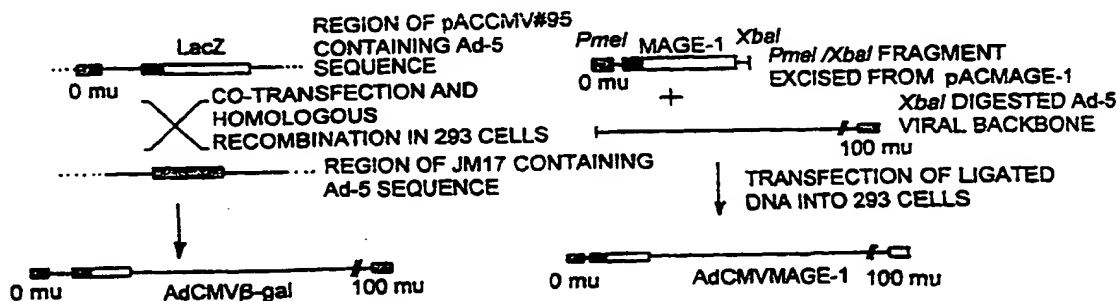 LacZ
REGION OF pACCMV#95
CONTAINING Ad-5
SEQUENCE
0 mu
CO-TRANSFECTION AND
HOMOLOGOUS
RECOMBINATION IN 293 CELLS
REGION OF JM17 CONTAINING
Ad-5 SEQUENCE
0 mu
AdCMVβ-gal
100 mu
PmeI
MAGE-1
XbaI
PmeI /XbaI FRAGMENT
EXCISED FROM pACMAGE-1
0 mu
+
XbaI DIGESTED Ad-5
VIRAL BACKBONE
100 mu
TRANSFECTION OF LIGATED
DNA INTO 293 CELLS
0 mu
AdCMVMAGE-1
100 mu